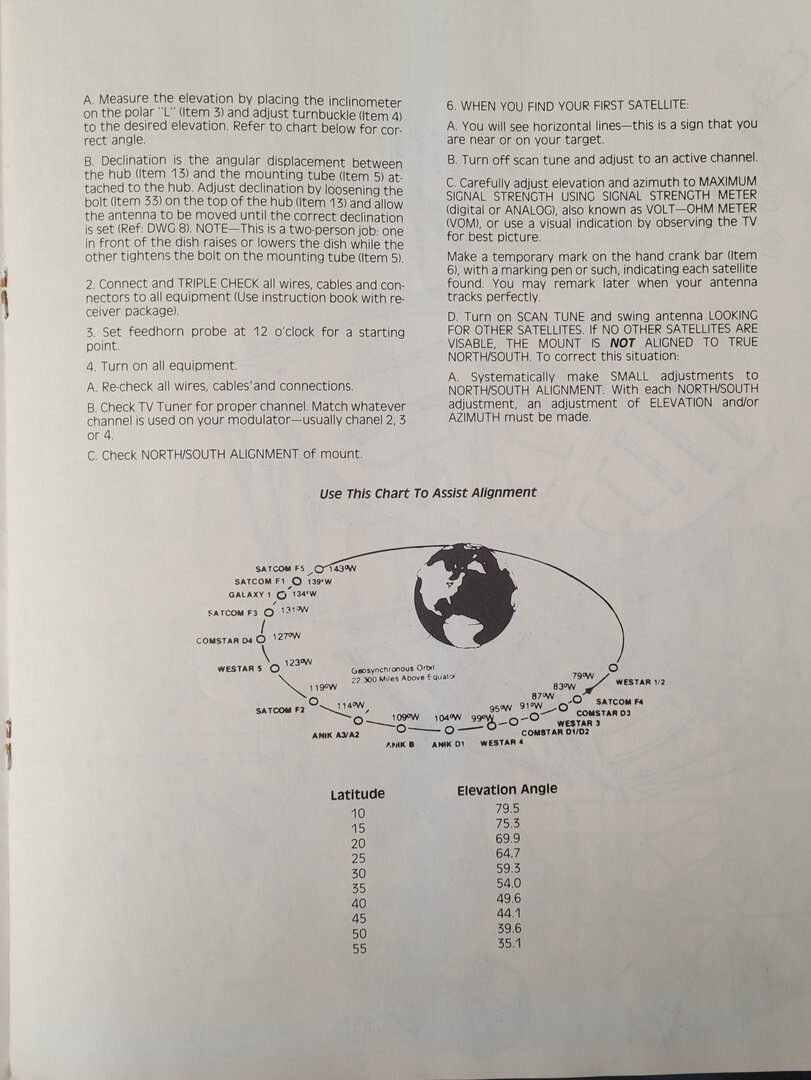 A. Measure the elevation by placing the inclinometer
on the polar "L" (Item 3) and adjust turnbuckle (Item 4)
to the desired elevation. Refer to chart below for cor-
rect angle.
B. Declination is the angular displacement between
the hub (Item 13) and the mounting tube (Item 5) at-
tached to the hub. Adjust declination by loosening the
bolt (Item 33) on the top of the hub (Item 13) and allow
the antenna to be moved until the correct declination
is set (Ref: DWG 8). NOTE—This is a two-person job: one
in front of the dish raises or lowers the dish while the
other tightens the bolt on the mounting tube (Item 5).
2. Connect and TRIPLE CHECK all wires, cables and con-
nectors to all equipment (Use instruction book with re-
ceiver package).
3. Set feedhorn probe at 12 o'clock for a starting
point.
4. Turn on all equipment.
A. Re-check all wires, cables and connections.
B. Check TV Tuner for proper channel. Match whatever
channel is used on your modulator—usually chanel 2, 3
or 4.
C. Check NORTH/SOUTH ALIGNMENT of mount.
6. WHEN YOU FIND YOUR FIRST SATELLITE:
A. You will see horizontal lines—this is a sign that you
are near or on your target.
B. Turn off scan tune and adjust to an active channel.
C. Carefully adjust elevation and azimuth to MAXIMUM
SIGNAL STRENGTH USING SIGNAL STRENGTH METER
(digital or ANALOG), also known as VOLT—OHM METER
(VOM), or use a visual indication by observing the TV
for best picture.
Make a temporary mark on the hand crank bar (Item
6), with a marking pen or such, indicating each satellite
found. You may remark later when your antenna
tracks perfectly.
D. Turn on SCAN TUNE and swing antenna LOOKING
FOR OTHER SATELLITES. If NO OTHER SATELLITES ARE
VISABLE, THE MOUNT IS NOT ALIGNED TO TRUE
NORTH/SOUTH. To correct this situation:
A. Systematically make SMALL adjustments to
NORTH/SOUTH ALIGNMENT. With each NORTH/SOUTH
adjustment, an adjustment of ELEVATION and/or
AZIMUTH must be made.
Use This Chart To Assist Alignment
SATCOM F5 143°W
SATCOM F1 139°W
GALAXY 1 134°W
SATCOM F3 131°W
COMSTAR D4 127°W
WESTAR 5 123°W
Geosynchronous Orbit
22,300 Miles Above Equator
SATCOM F2 119°W
ANIK A3/A2 114°W
ANIK B 109°W
ANIK D1 104°W
WESTAR 4 99°W
COMSTAR D1/D2 95°W
WESTAR 3 91°W
COMSTAR D3 87°W
SATCOM F4 83°W
WESTAR 1/2 79°W
Latitude Elevation Angle
10 79.5
15 75.3
20 69.9
25 64.7
30 59.3
35 54.0
40 49.6
45 44.1
50 39.6
55 35.1